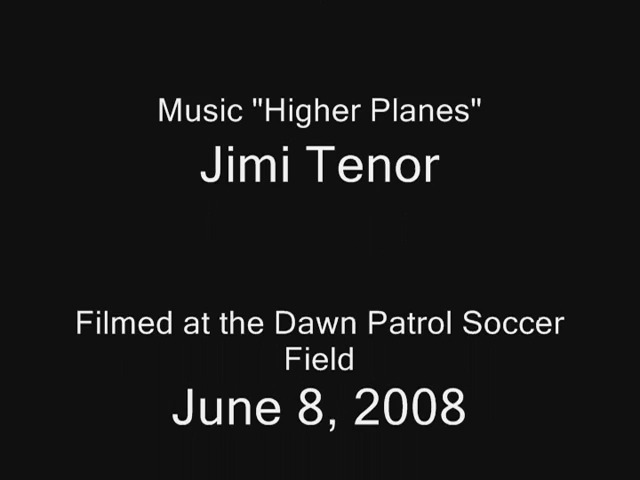 Music "Higher Planes"
Jimi Tenor
Filmed at the Dawn Patrol Soccer
Field
June 8, 2008